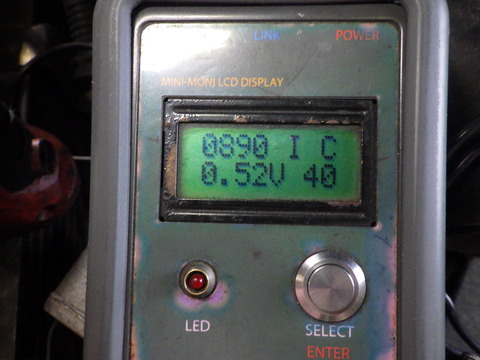 LINK POWER
MINI-MONI LCD DISPLAY
0890 I C
0.52V 40
LED
SELECT
ENTER